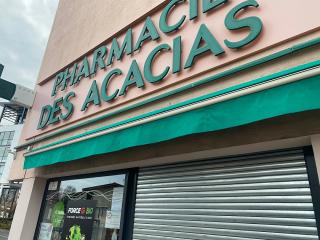 PHARMACIE
DES ACACIAS
FORCE G BIO